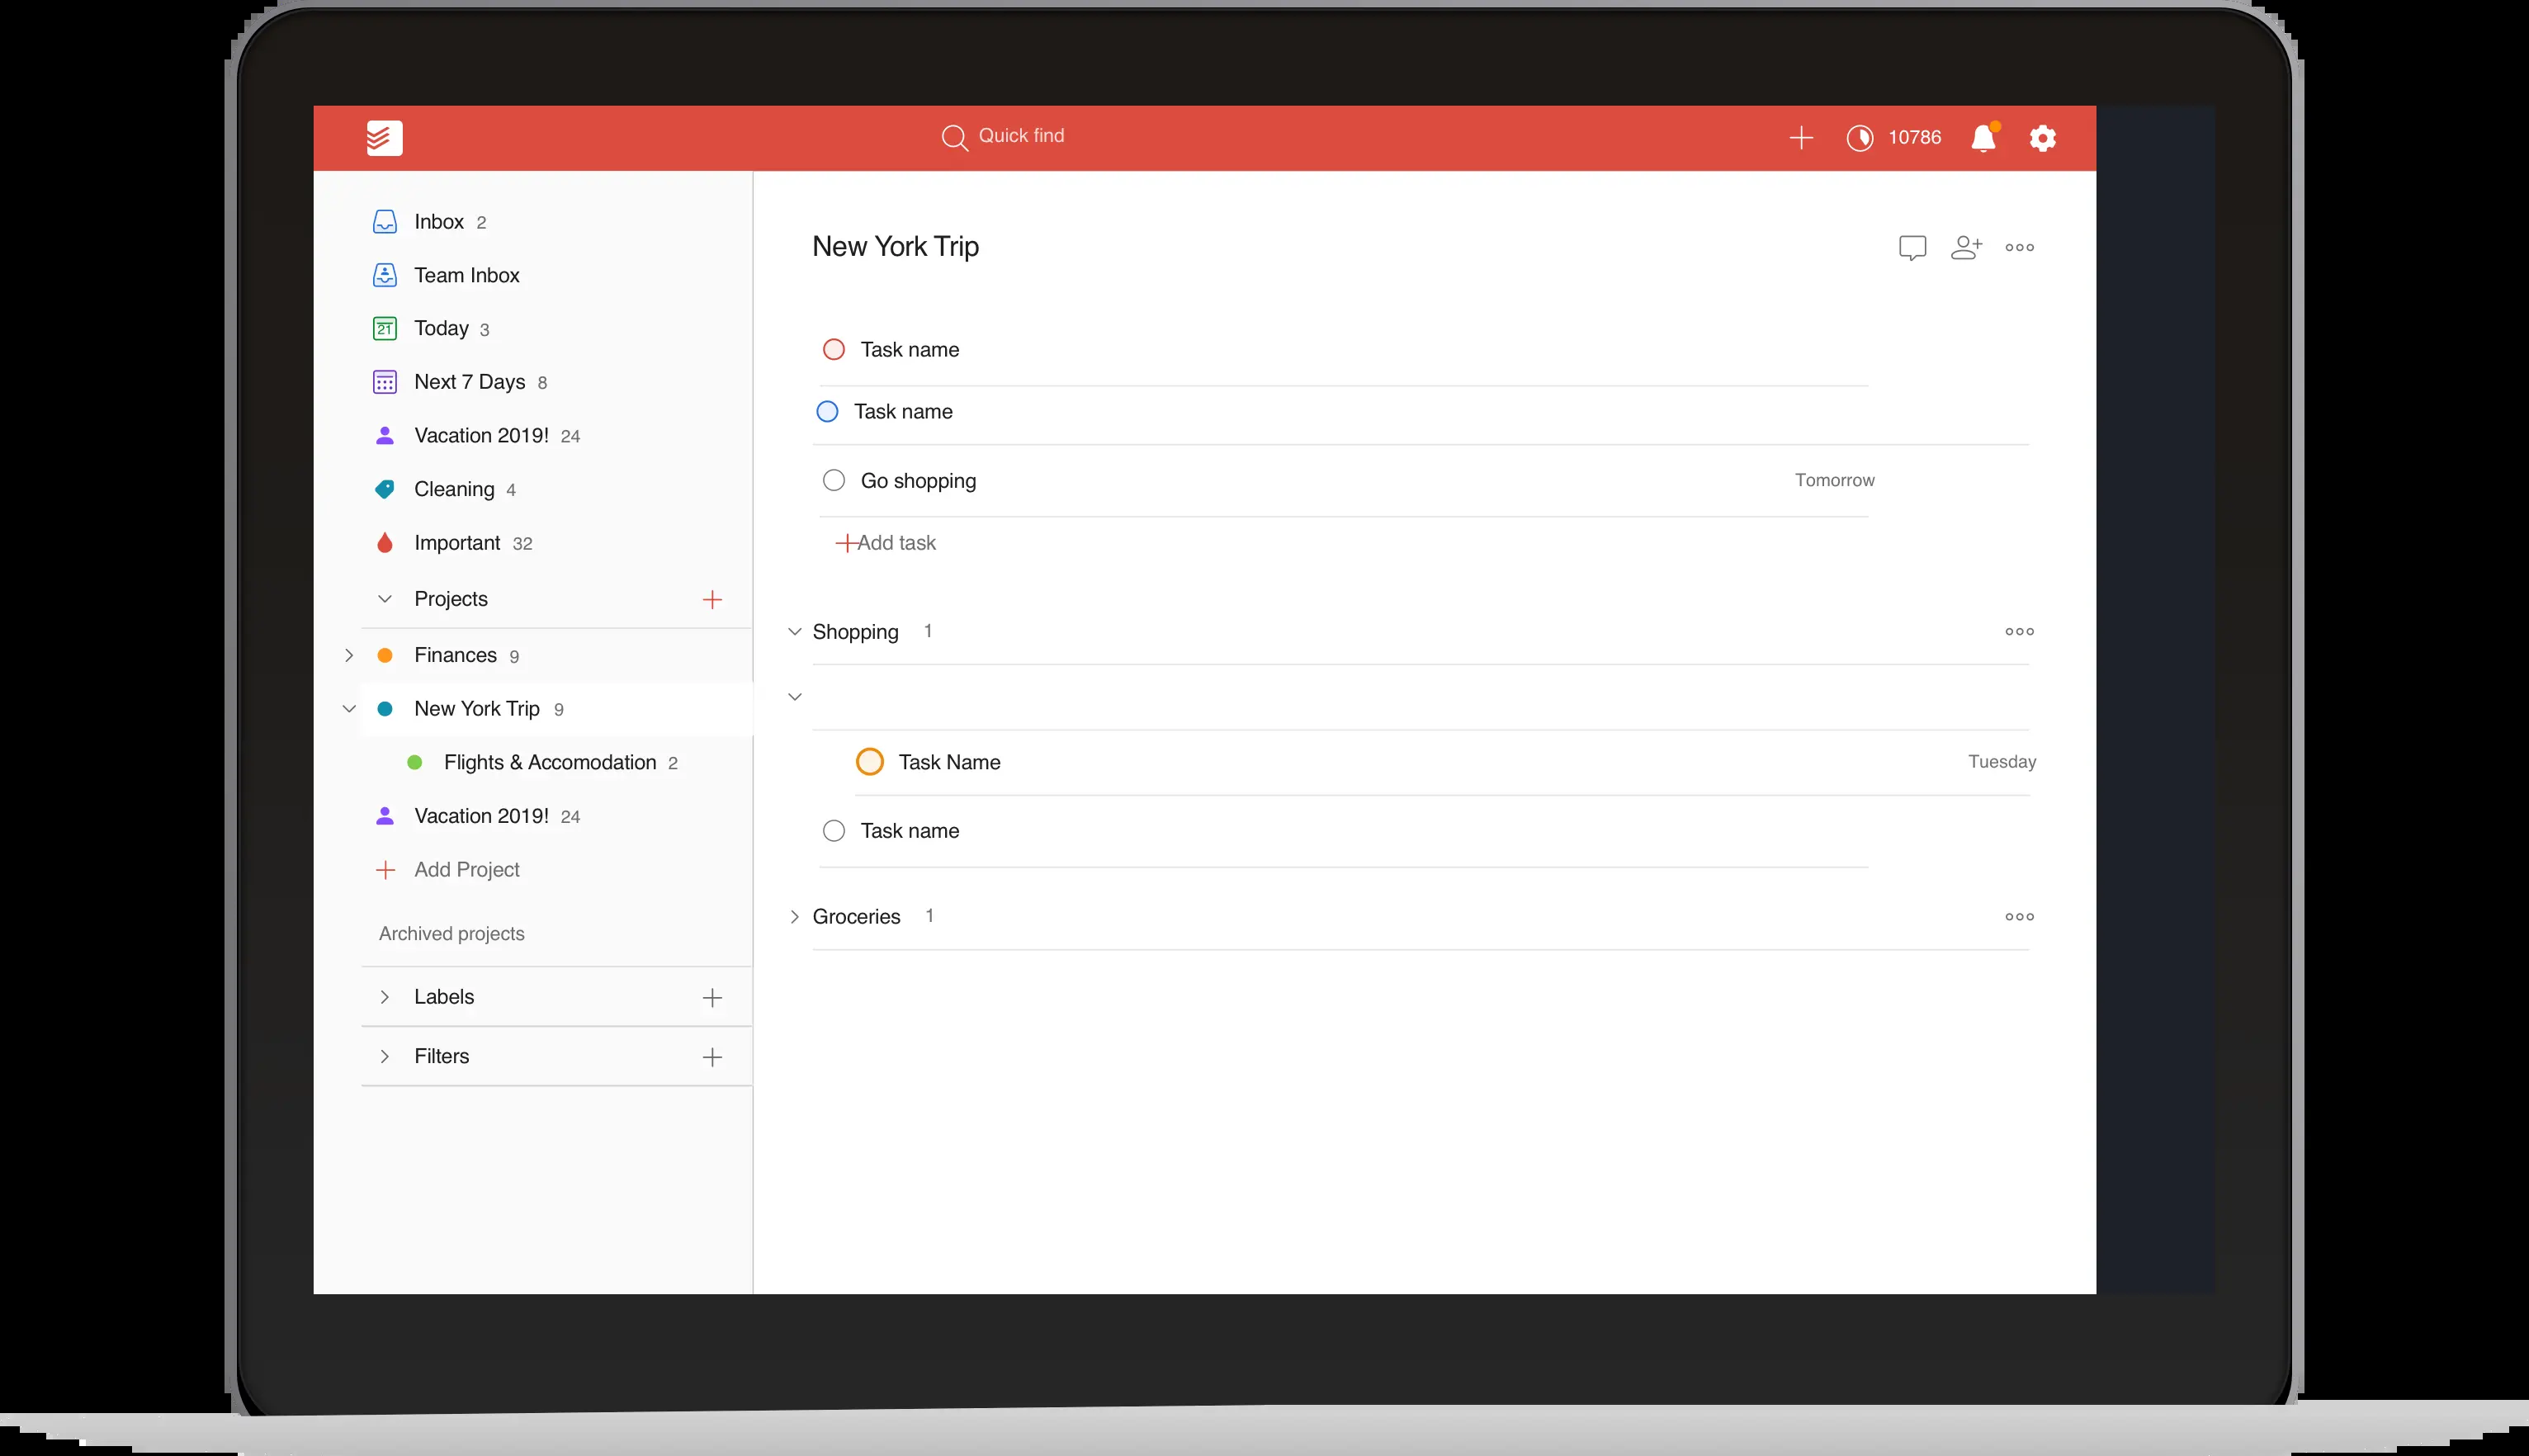 Quick find
10786
Inbox 2
Team Inbox
21
Today 3
Next 7 Days 8
Vacation 2019! 24
Cleaning 4
Important 32
Projects
Finances 9
New York Trip 9
Flights & Accomodation 2
Vacation 2019! 24
Add Project
Archived projects
Labels
Filters
New York Trip
Task name
Task name
Go shopping Tomorrow
Add task
Shopping 1
Task Name Tuesday
Task name
Groceries 1